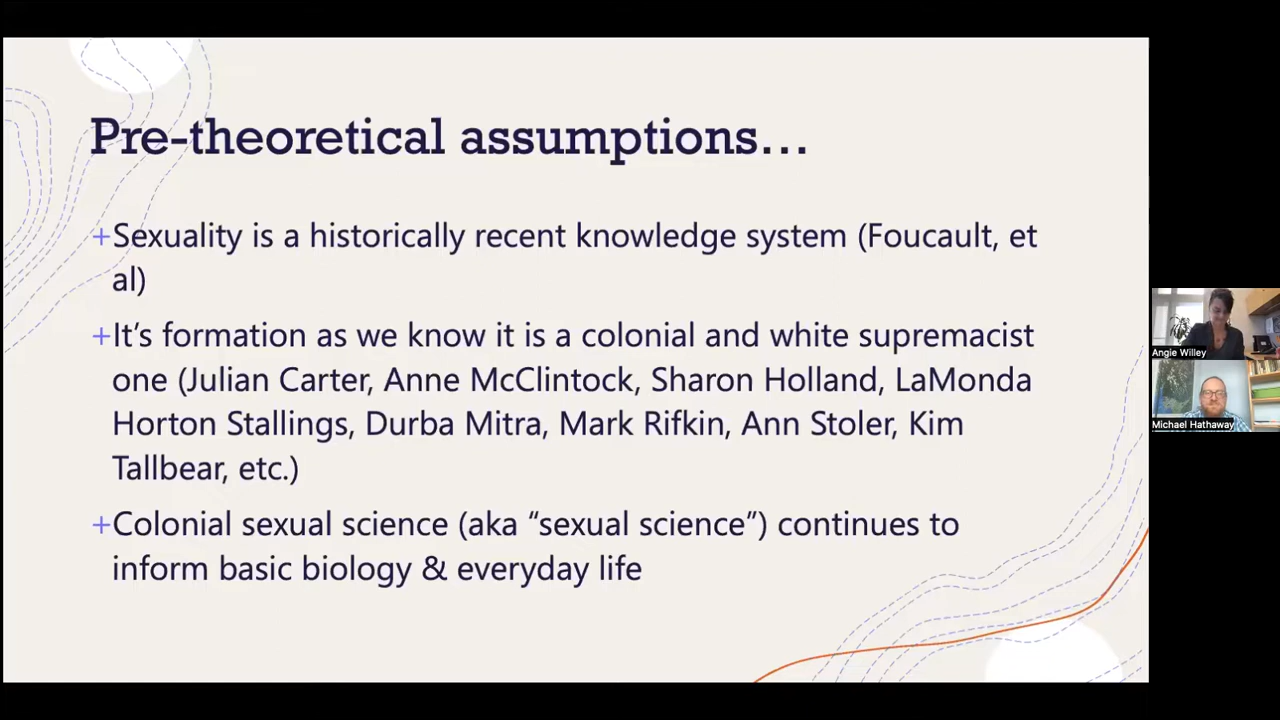 Pre-theoretical assumptions…
+Sexuality is a historically recent knowledge system (Foucault, et
al)
+It’s formation as we know it is a colonial and white supremacist
one (Julian Carter, Anne McClintock, Sharon Holland, LaMonda
Horton Stallings, Durba Mitra, Mark Rifkin, Ann Stoler, Kim
Tallbear, etc.)
+Colonial sexual science (aka “sexual science”) continues to
inform basic biology & everyday life
Angie Willey
Michael Hathaway